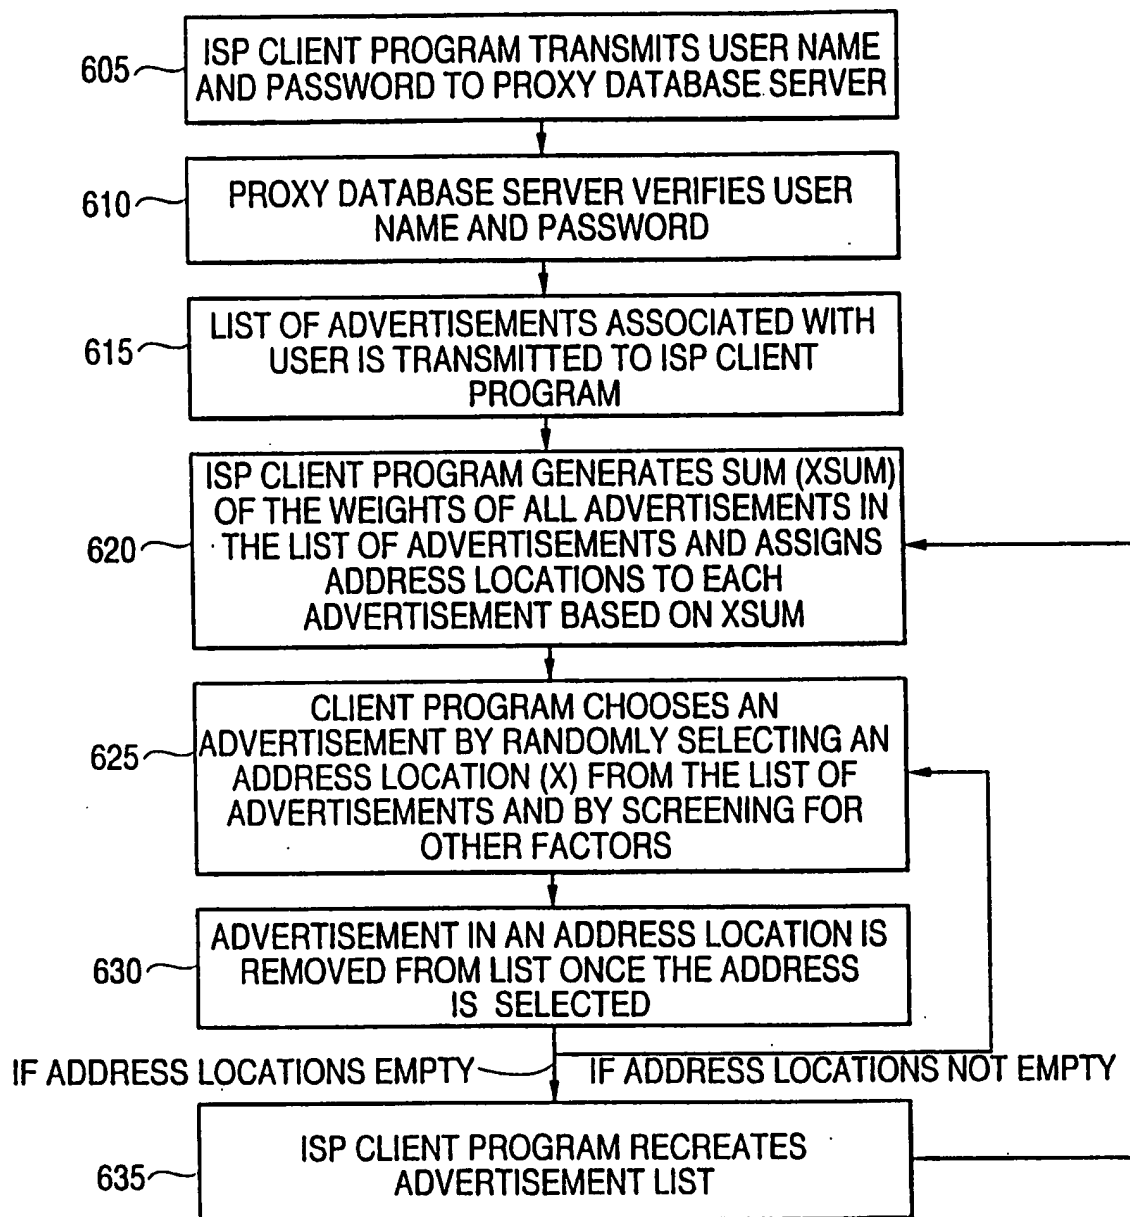 605
ISP CLIENT PROGRAM TRANSMITS USER NAME
AND PASSWORD TO PROXY DATABASE SERVER
610
PROXY DATABASE SERVER VERIFIES USER
NAME AND PASSWORD
615
LIST OF ADVERTISEMENTS ASSOCIATED WITH
USER IS TRANSMITTED TO ISP CLIENT
PROGRAM
620
ISP CLIENT PROGRAM GENERATES SUM (XSUM)
OF THE WEIGHTS OF ALL ADVERTISEMENTS IN
THE LIST OF ADVERTISEMENTS AND ASSIGNS
ADDRESS LOCATIONS TO EACH
ADVERTISEMENT BASED ON XSUM
625
CLIENT PROGRAM CHOOSES AN
ADVERTISEMENT BY RANDOMLY SELECTING AN
ADDRESS LOCATION (X) FROM THE LIST OF
ADVERTISEMENTS AND BY SCREENING FOR
OTHER FACTORS
630
ADVERTISEMENT IN AN ADDRESS LOCATION IS
REMOVED FROM LIST ONCE THE ADDRESS
IS SELECTED
IF ADDRESS LOCATIONS EMPTY
IF ADDRESS LOCATIONS NOT EMPTY
635
ISP CLIENT PROGRAM RECREATES
ADVERTISEMENT LIST